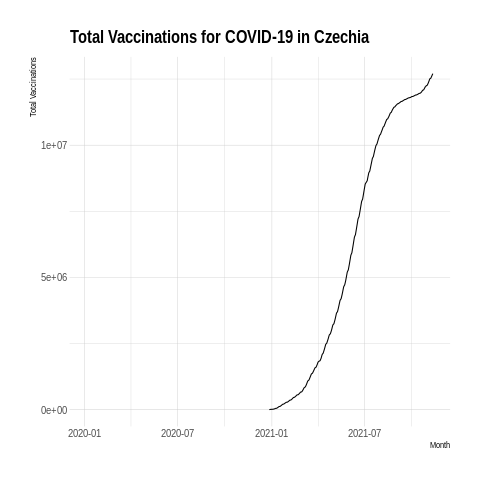 Total Vaccinations for COVID-19 in Czechia
Total Vaccinations
1e+07
5e+06
0e+00
2020-01 2020-07 2021-01 2021-07
Month